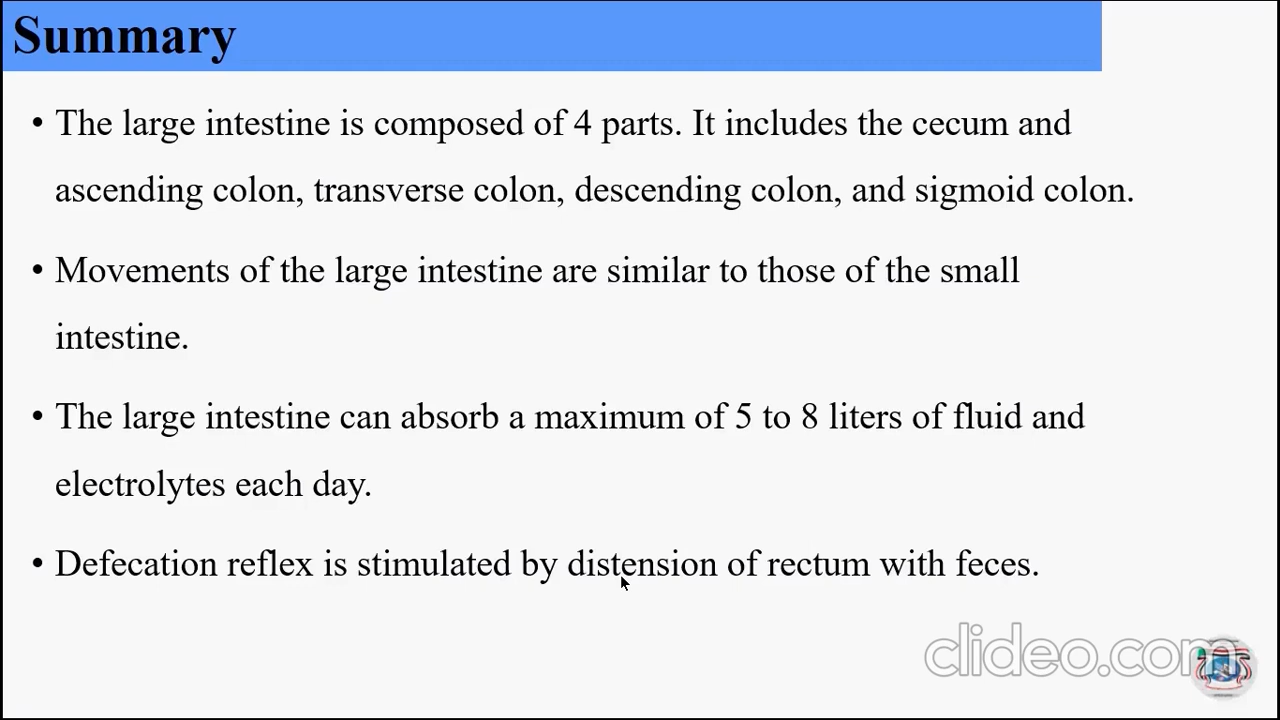 Summary
• The large intestine is composed of 4 parts. It includes the cecum and
ascending colon, transverse colon, descending colon, and sigmoid colon.
• Movements of the large intestine are similar to those of the small
intestine.
• The large intestine can absorb a maximum of 5 to 8 liters of fluid and
electrolytes each day.
• Defecation reflex is stimulated by distension of rectum with feces.
clideo.com